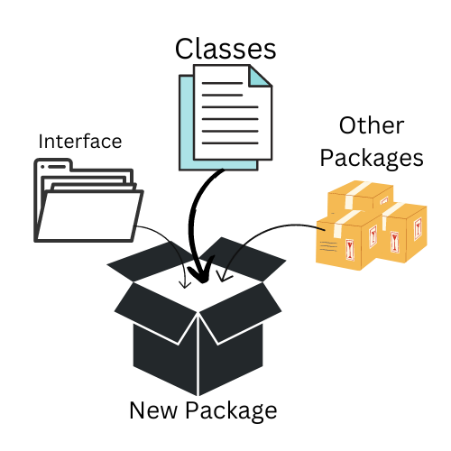 Classes
Interface
Other
Packages
New Package